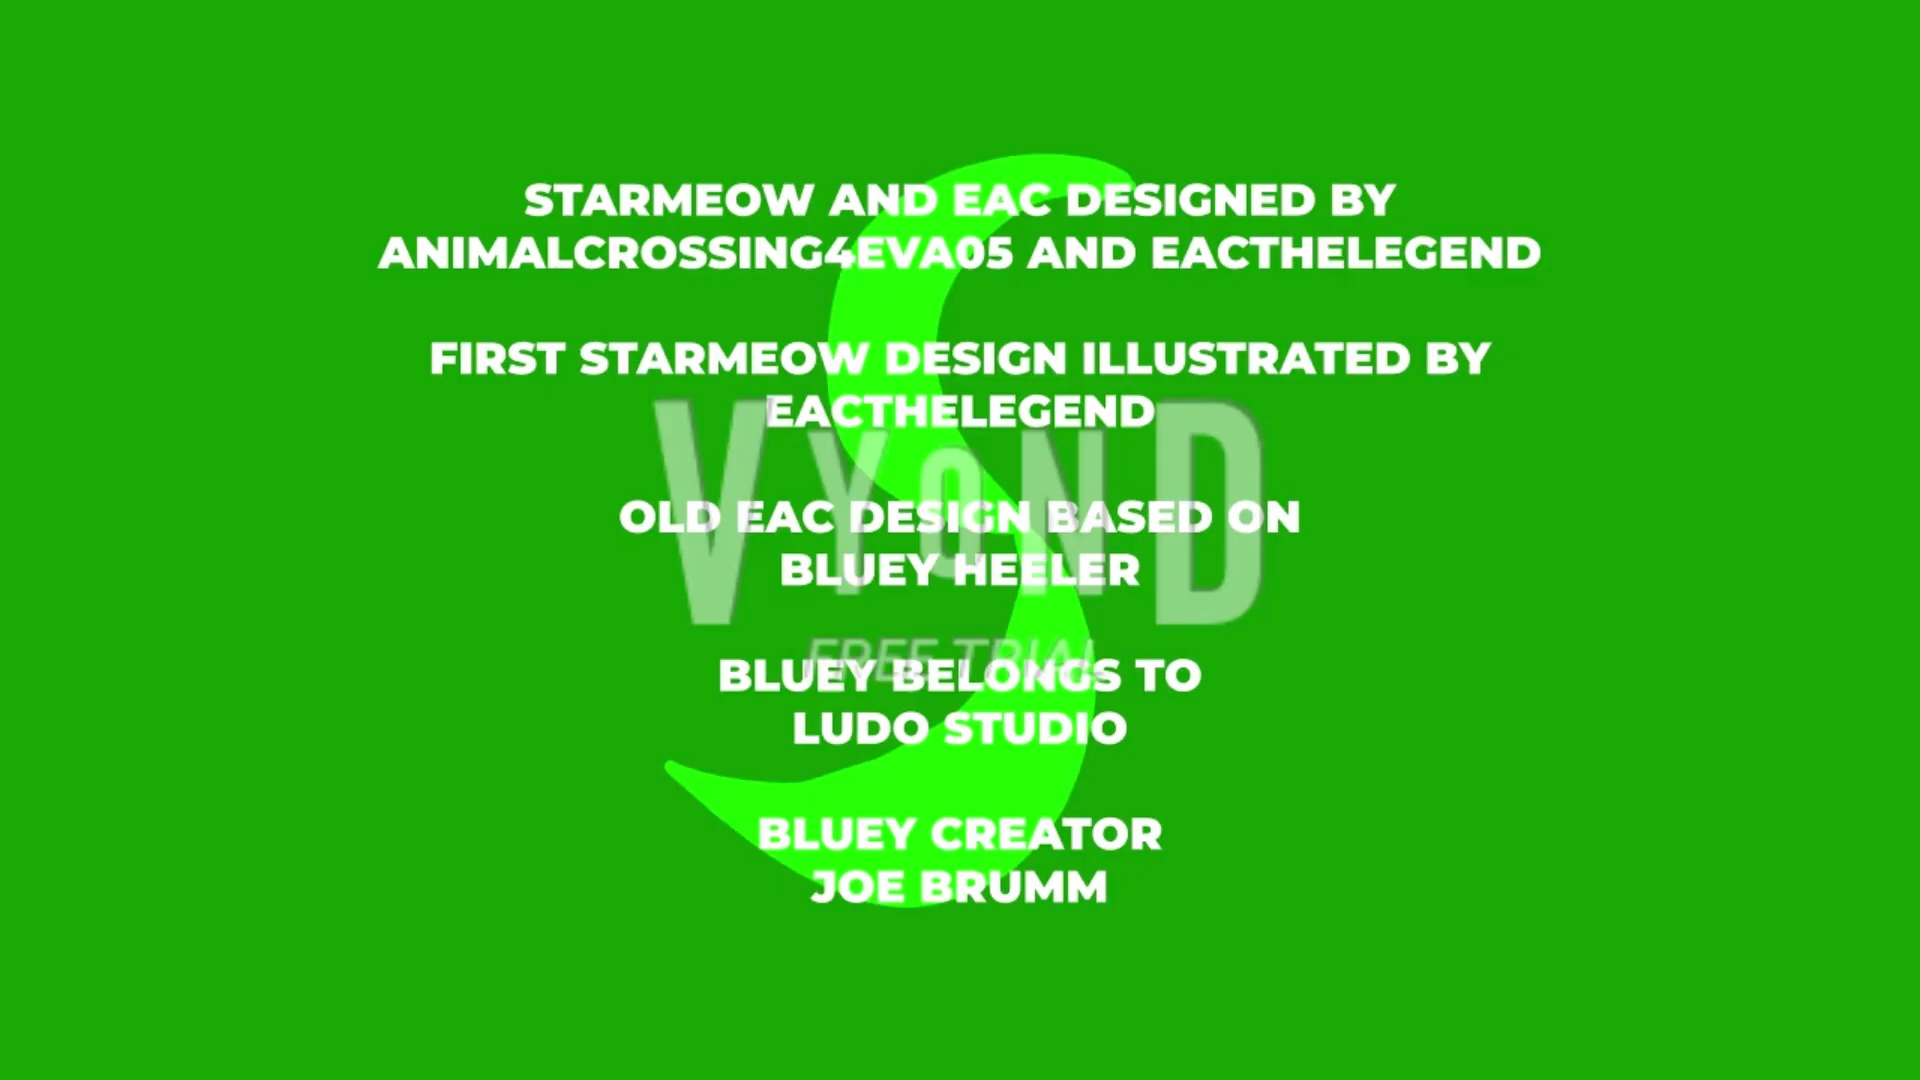 STARMEOW AND EAC DESIGNED BY
ANIMALCROSSING4EVA05 AND EACTHELEGEND
FIRST STARMEOW DESIGN ILLUSTRATED BY
EACTHELEGEND
VYOND
OLD EAC DESIGN BASED ON
BLUEY HEELER
FREE TRIAL
BLUEY BELONGS TO
LUDO STUDIO
BLUEY CREATOR
JOE BRUMM